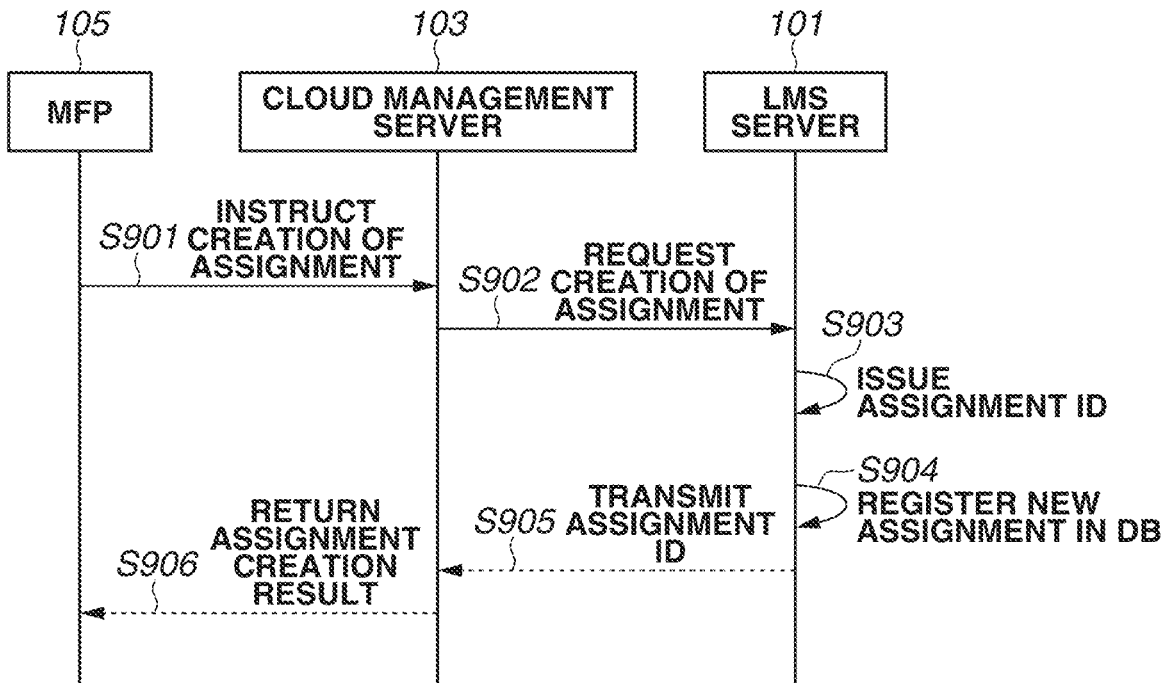 105
103
101
MFP
CLOUD MANAGEMENT
SERVER
LMS
SERVER
S901
INSTRUCT
CREATION OF
ASSIGNMENT
S902
REQUEST
CREATION OF
ASSIGNMENT
S903
ISSUE
ASSIGNMENT ID
S904
REGISTER NEW
ASSIGNMENT IN DB
S905
TRANSMIT
ASSIGNMENT
ID
S906
RETURN
ASSIGNMENT
CREATION
RESULT